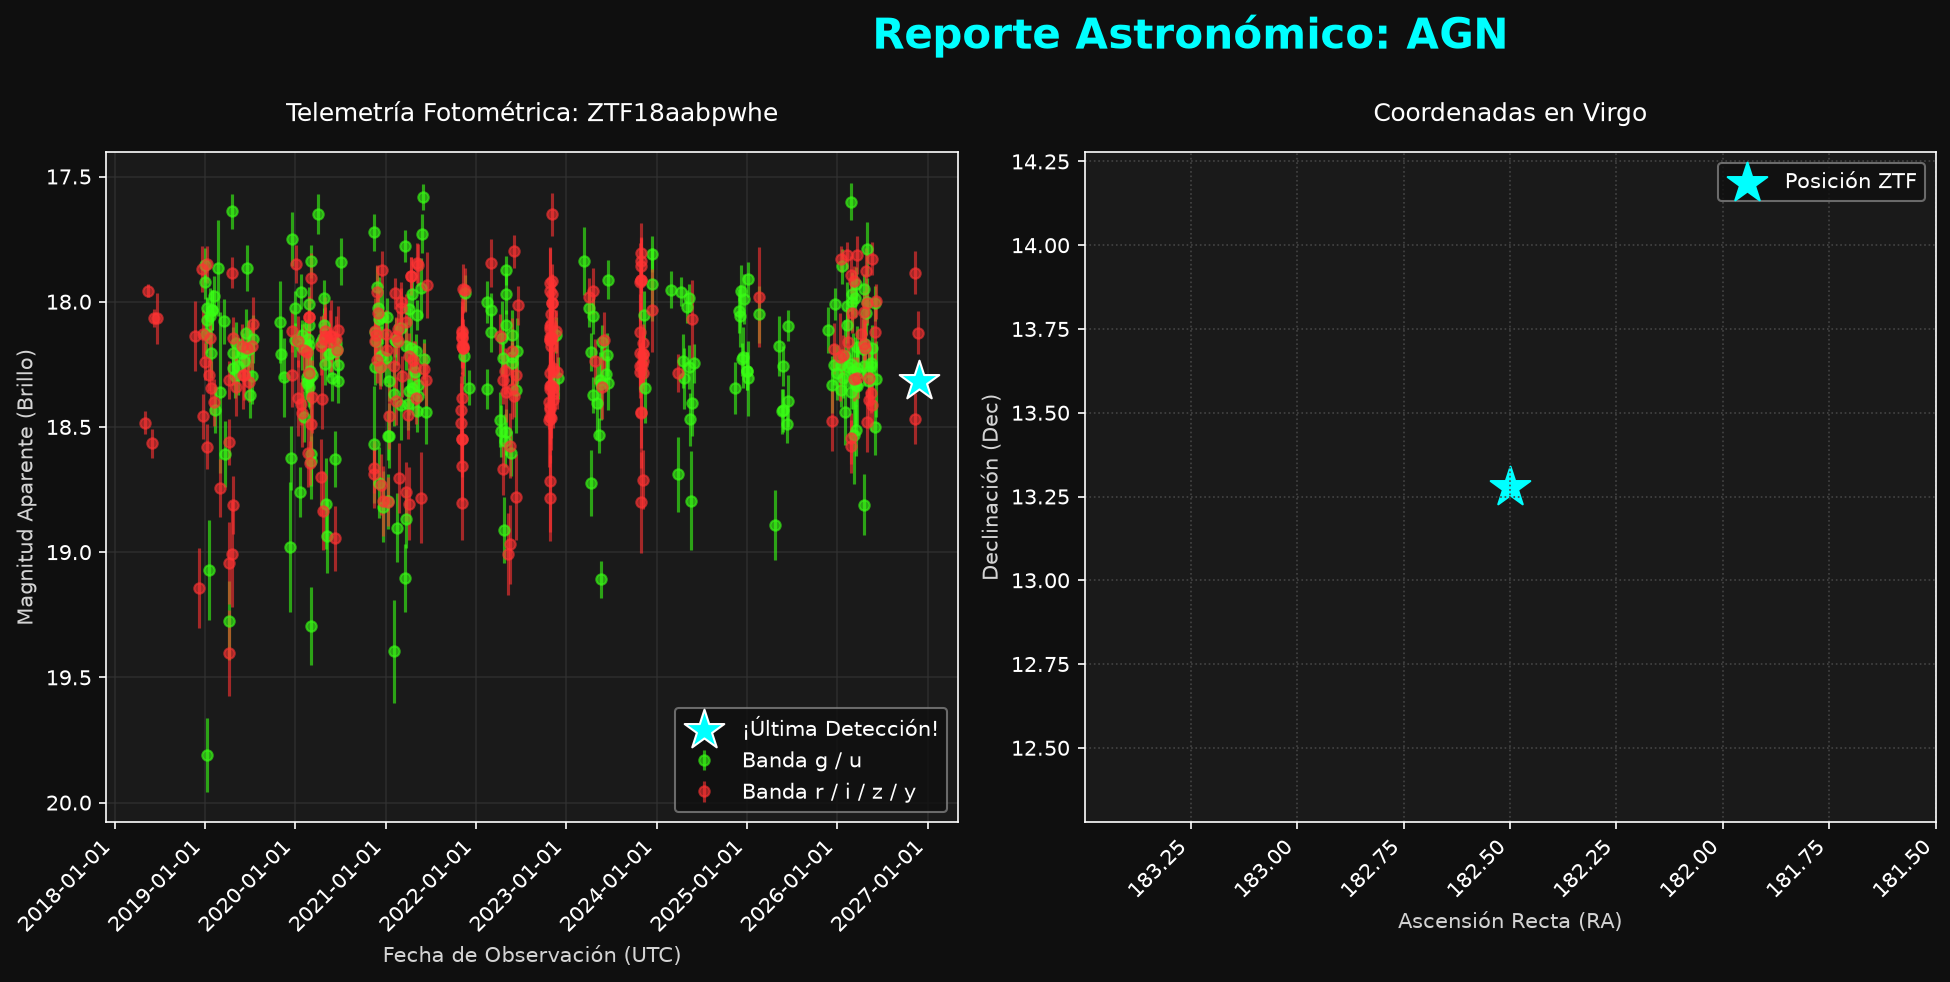 Reporte Astronómico: AGN
Telemetría Fotométrica: ZTF18aabpwhe
Magnitud Aparente (Brillo)
17.5
18.0
18.5
19.0
19.5
20.0
¡Última Detección!
Banda g / u
Banda r / i / z / y
2018-01-01
2019-01-01
2020-01-01
2021-01-01
2022-01-01
2023-01-01
2024-01-01
2025-01-01
2026-01-01
2027-01-01
Fecha de Observación (UTC)
Coordenadas en Virgo
Declinación (Dec)
14.25
14.00
13.75
13.50
13.25
13.00
12.75
12.50
Posición ZTF
183.25
183.00
182.75
182.50
182.25
182.00
181.75
181.50
Ascensión Recta (RA)